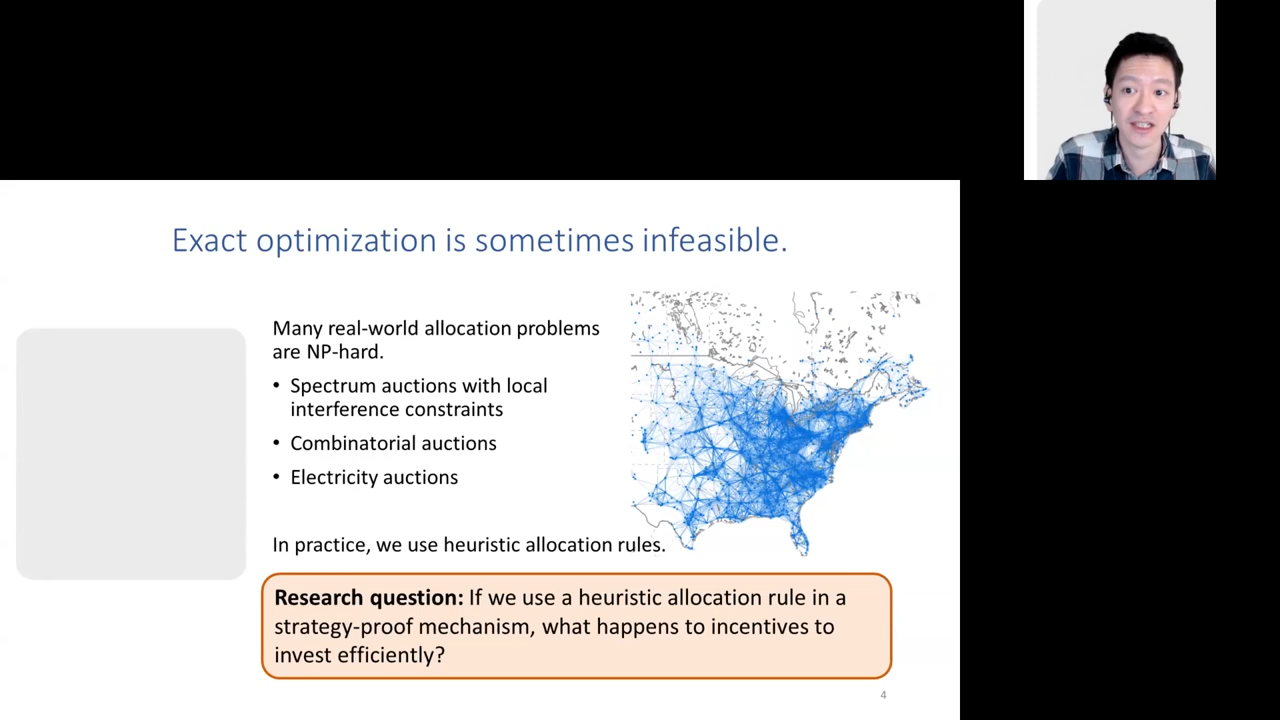 Exact optimization is sometimes infeasible.
Many real-world allocation problems
are NP-hard.
• Spectrum auctions with local
interference constraints
• Combinatorial auctions
• Electricity auctions
In practice, we use heuristic allocation rules.
Research question: If we use a heuristic allocation rule in a
strategy-proof mechanism, what happens to incentives to
invest efficiently?
4